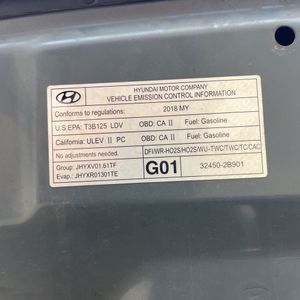 HYUNDAI MOTOR COMPANY
VEHICLE EMISSION CONTROL INFORMATION
Conforms to regulations: 2018 MY
U.S.EPA: T3B125 LDV OBD: CA II Fuel: Gasoline
California: ULEV II PC OBD: CA II Fuel: Gasoline
No adjustments needed. DFI/WR-HO2S/HO2S/WU-TWC/TWC/TC/CAC
Group: JHYXV01.61TF
Evap.: JHYXR01301TE
G01 32450-2B901